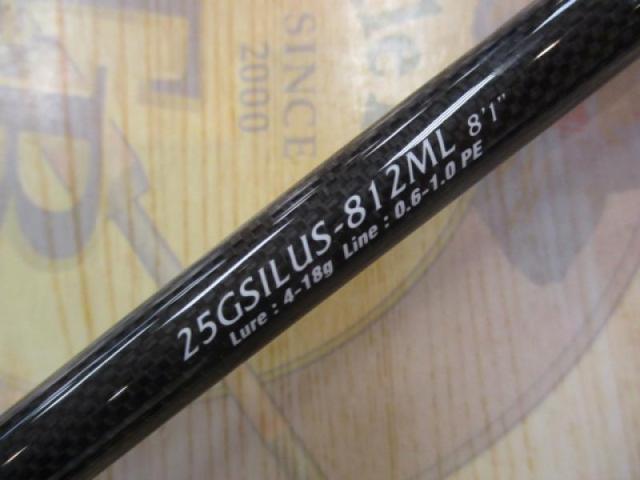 25GSILUS-812ML 8'1"
Lure : 4-18g Line : 0.6-1.0 PE
SINCE
2000